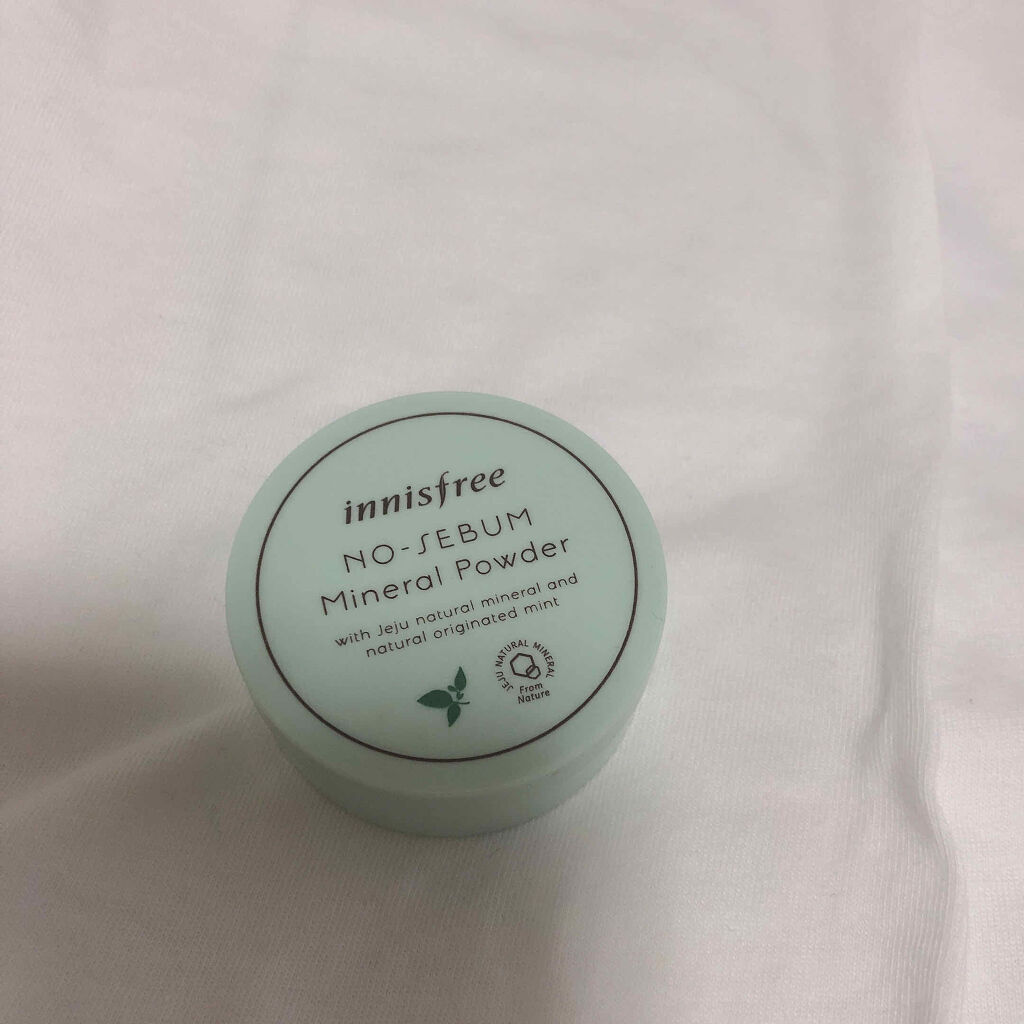 innisfree
NO-SEBUM
Mineral Powder
with Jeju natural mineral and
natural originated mint
JEJU NATURAL MINERAL
From
Nature